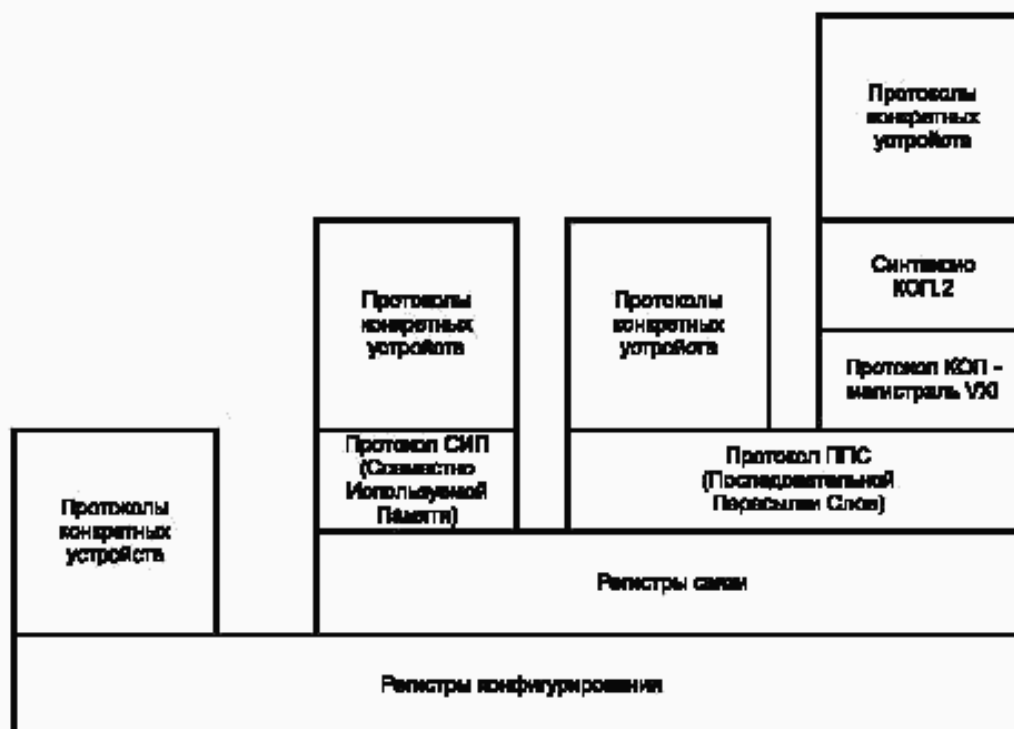 Протоколы
конкретных
устройств
Синтаксис
КОП.2
Протокол КОП -
магистраль VXI
Протоколы
конкретных
устройств
Протоколы
конкретных
устройств
Протокол СИП
(Совместно
Используемой
Памяти)
Протокол ППС
(Последовательной
Пересылки Слов)
Протоколы
конкретных
устройств
Регистры связи
Регистры конфигурирования